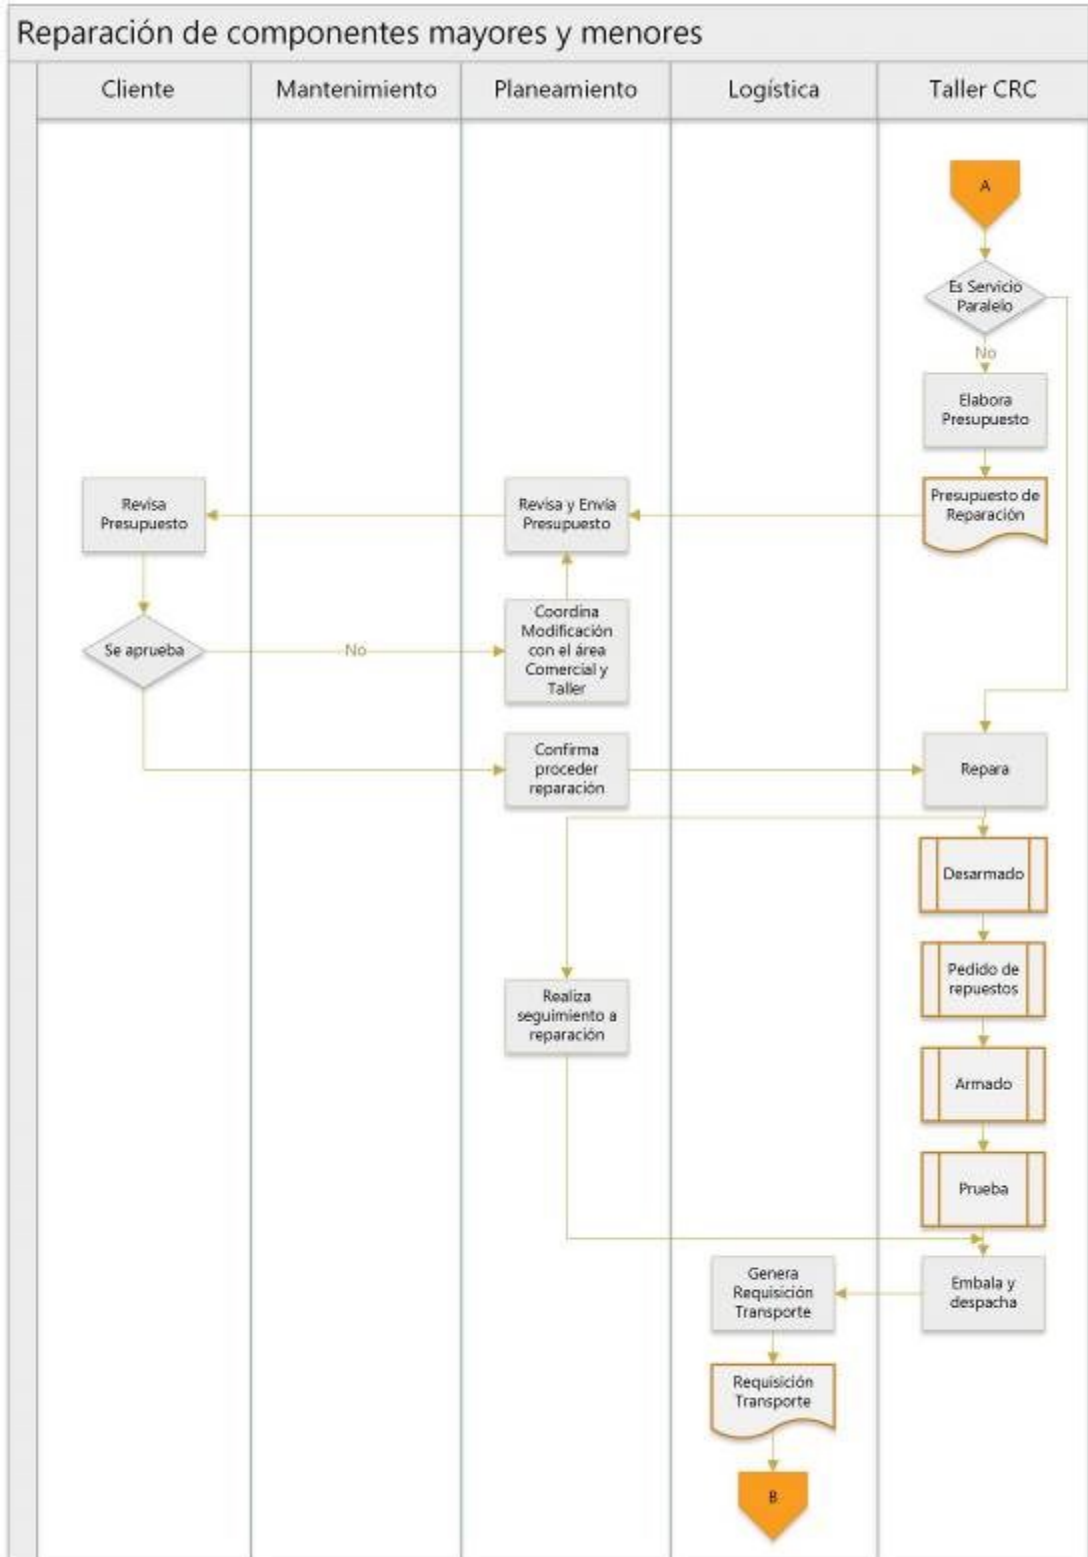 Reparación de componentes mayores y menores
Cliente
Mantenimiento
Planeamiento
Logística
Taller CRC
A
Es Servicio
Paralelo
No
Elabora
Presupuesto
Presupuesto de
Reparación
Revisa y Envía
Presupuesto
Revisa
Presupuesto
Se aprueba
No
Coordina
Modificación
con el área
Comercial y
Taller
Confirma
proceder
reparación
Repara
Desarmado
Pedido de
repuestos
Realiza
seguimiento a
reparación
Armado
Prueba
Embala y
despacha
Genera
Requisición
Transporte
Requisición
Transporte
B